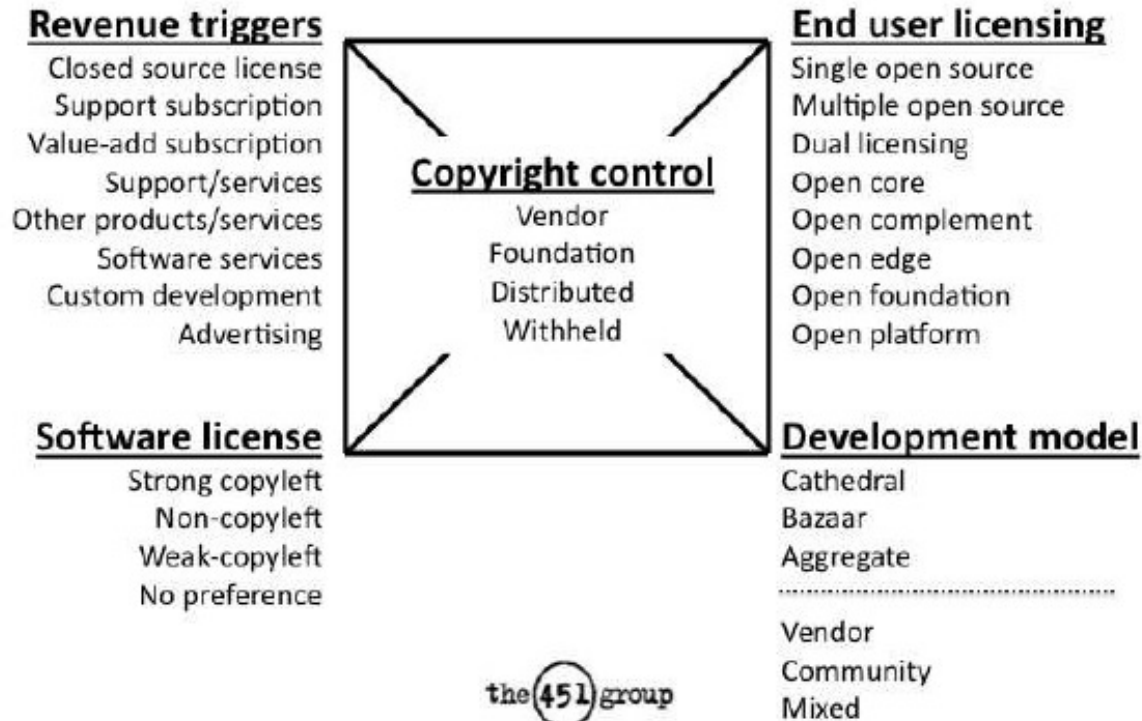 Revenue triggers
Closed source license
Support subscription
Value-add subscription
Support/services
Other products/services
Software services
Custom development
Advertising
End user licensing
Single open source
Multiple open source
Dual licensing
Open core
Open complement
Open edge
Open foundation
Open platform
Copyright control
Vendor
Foundation
Distributed
Withheld
Software license
Strong copyleft
Non-copyleft
Weak-copyleft
No preference
Development model
Cathedral
Bazaar
Aggregate
Vendor
Community
Mixed
the 451 group